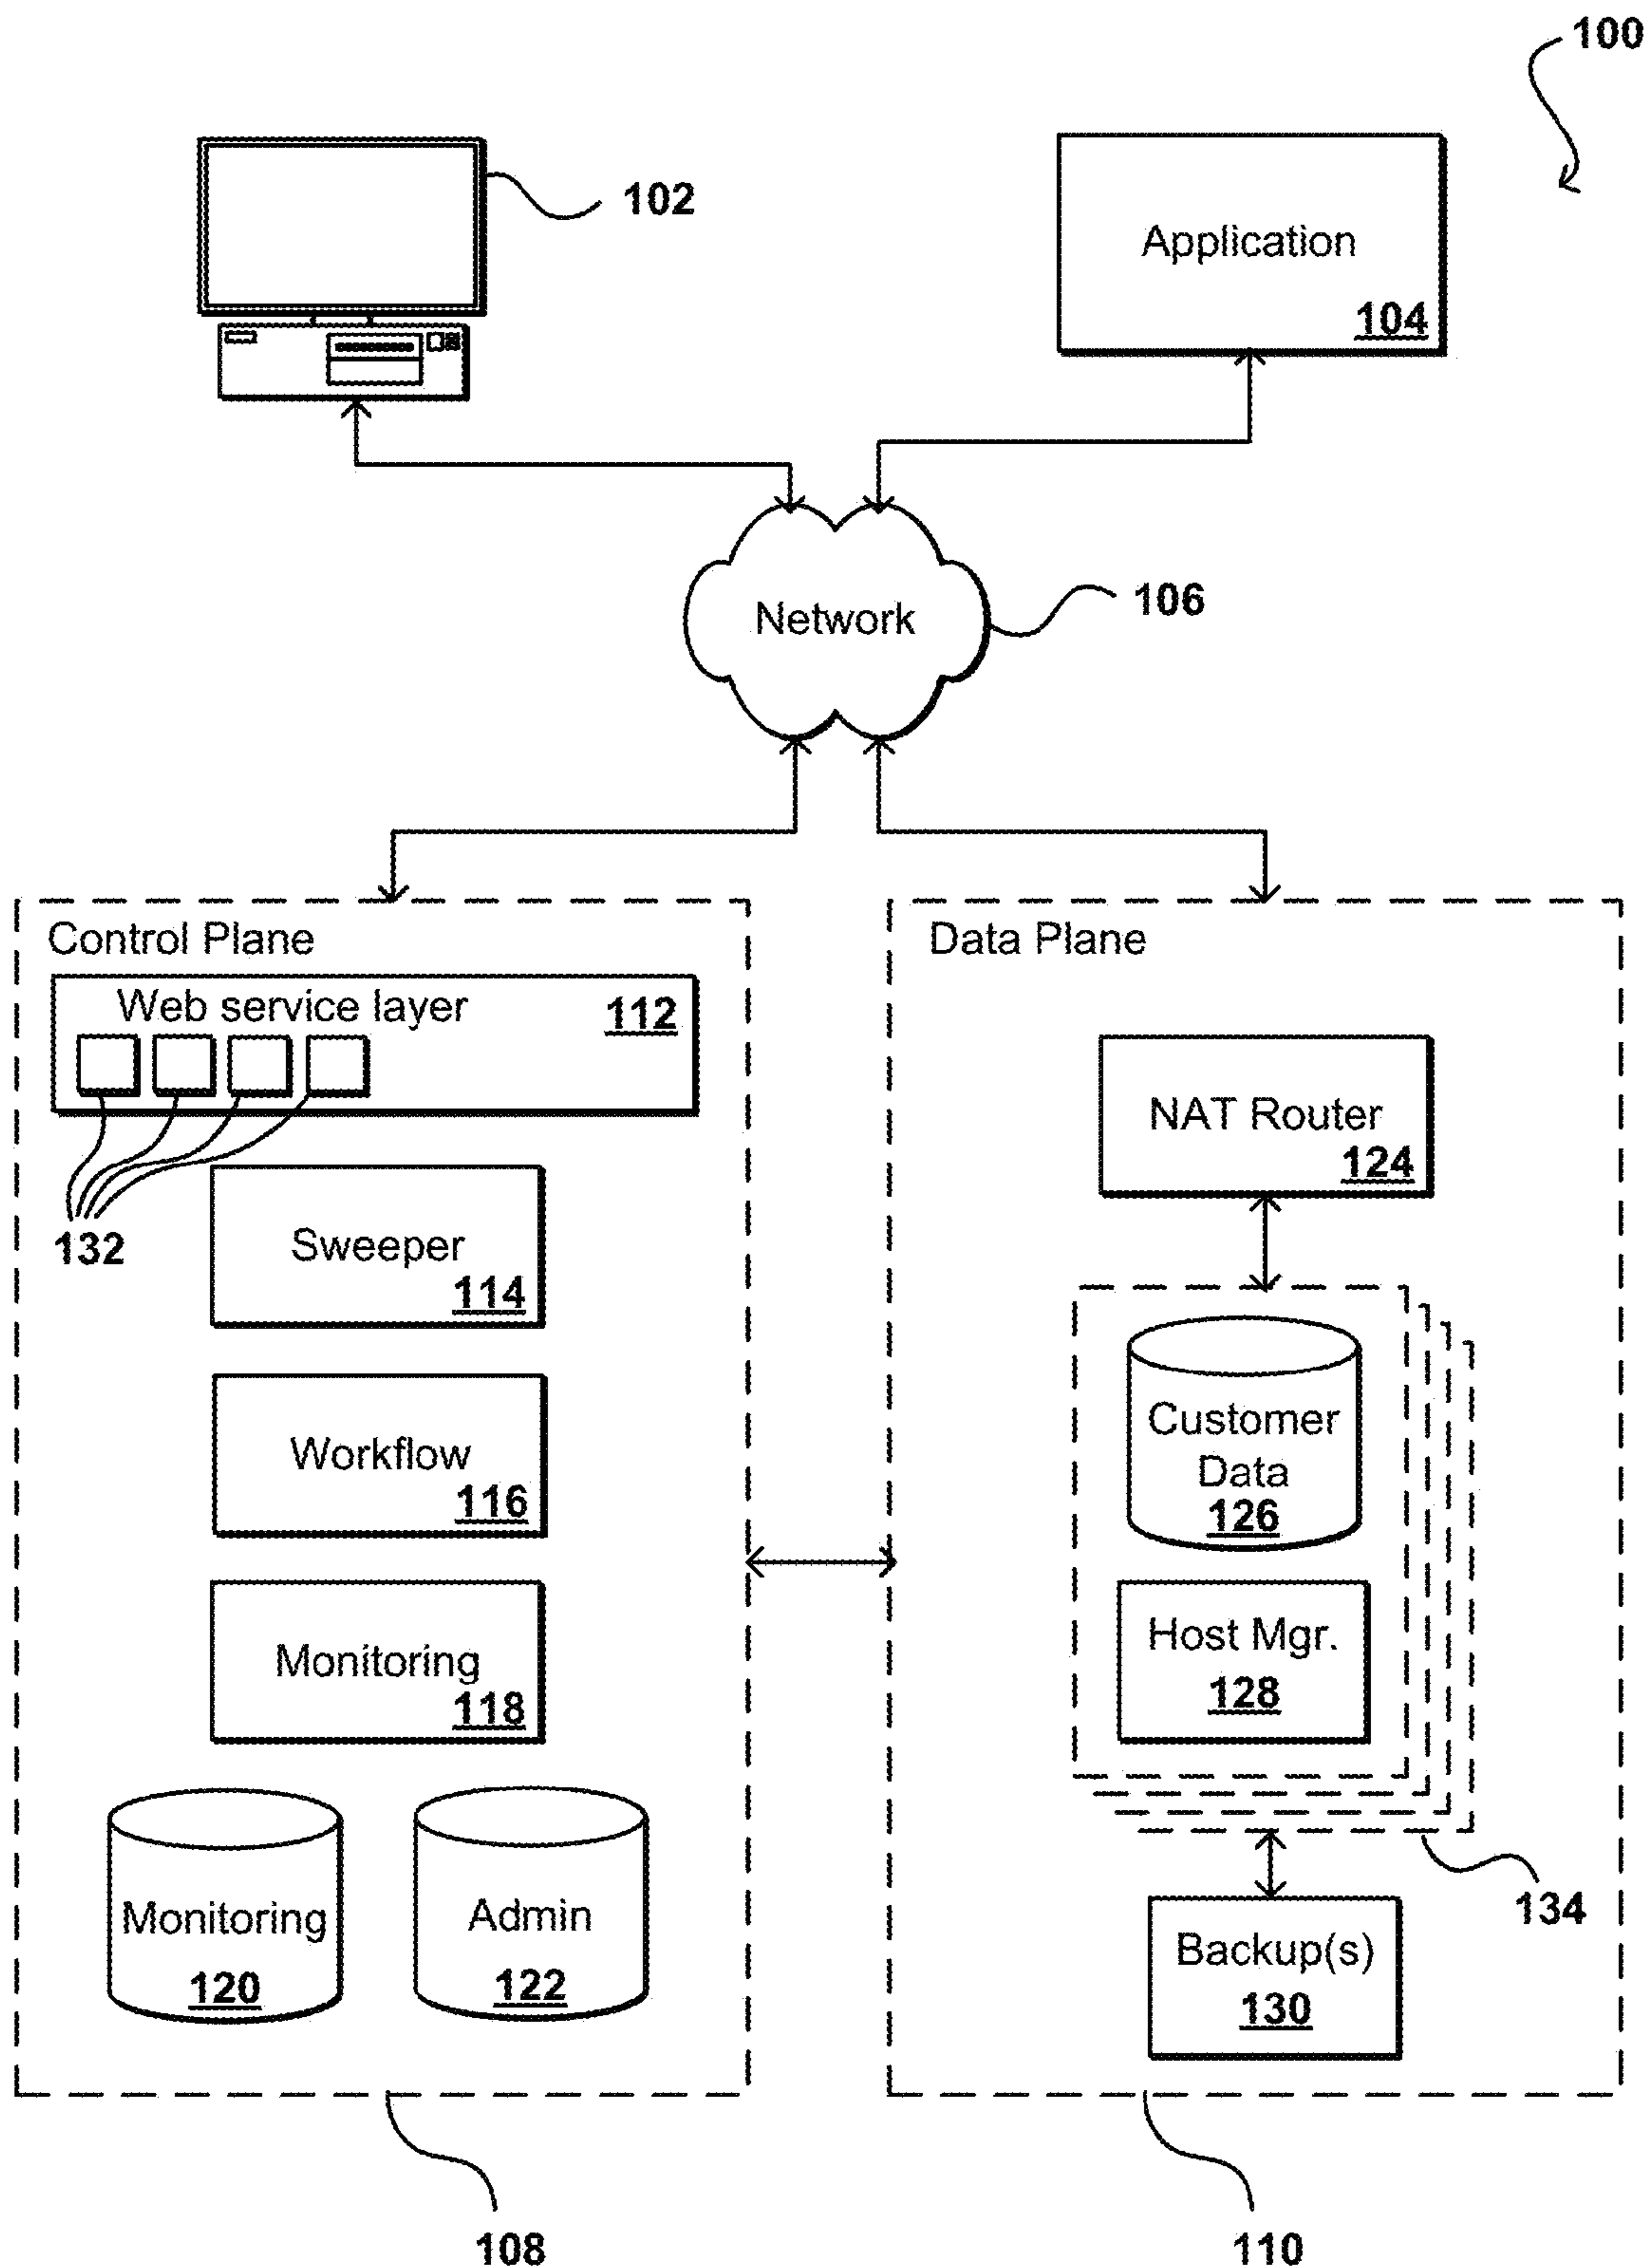 100
102
Application
104
Network
106
Control Plane
Web service layer
112
132
Sweeper
114
Workflow
116
Monitoring
118
Monitoring
120
Admin
122
108
Data Plane
NAT Router
124
Customer
Data
126
Host Mgr.
128
134
Backup(s)
130
110